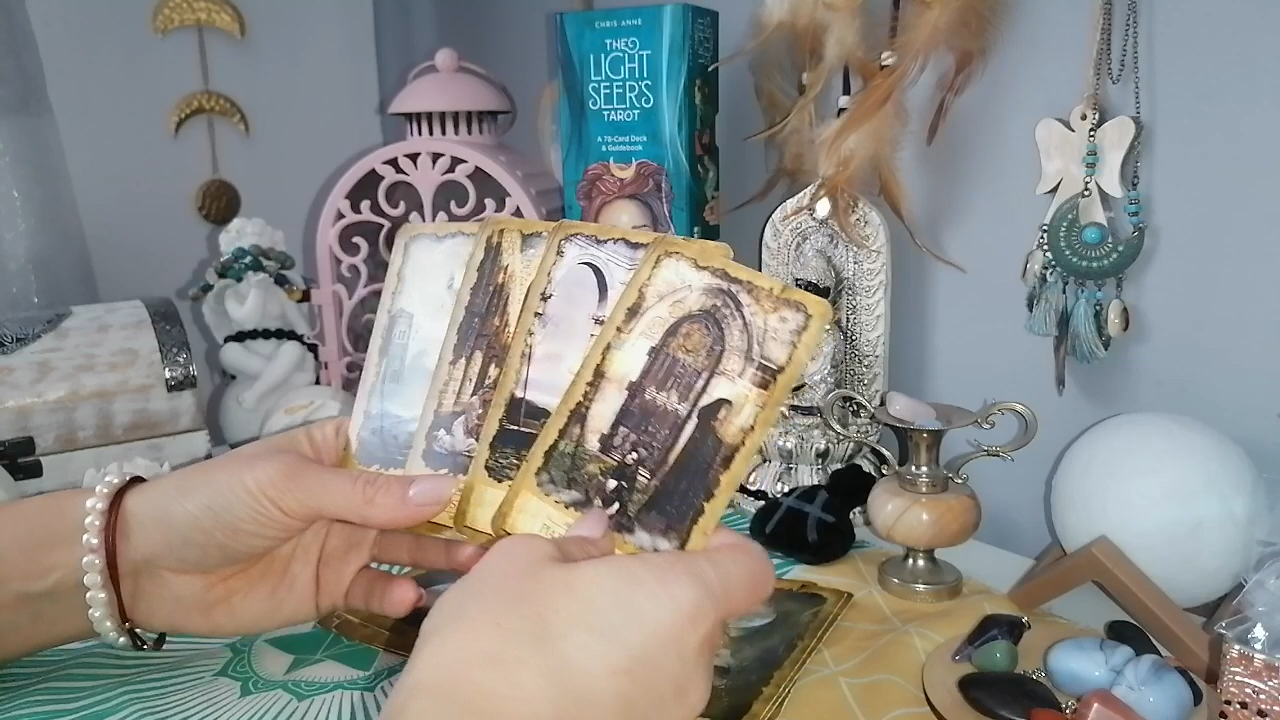 CHRIS-ANNE
THE
LIGHT
SEER'S
TAROT
A 78-Card Deck
& Guidebook